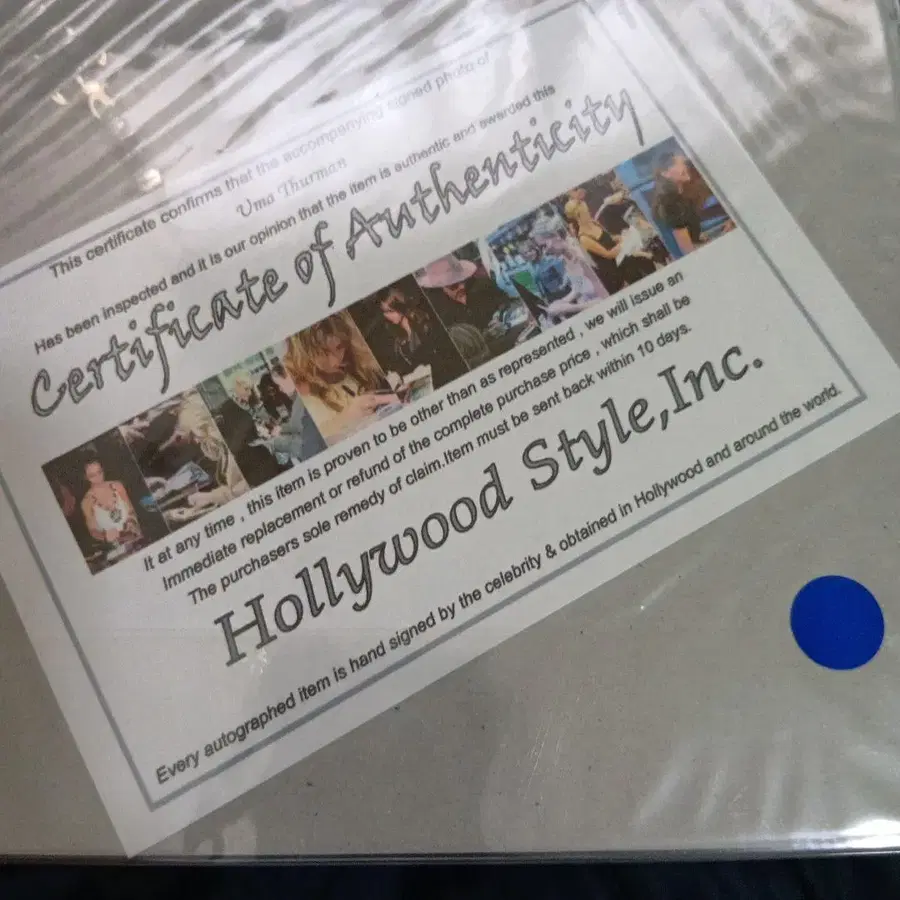 This certificate confirms that the accompanying signed photo of
Uma Thurman
Has been inspected and it is our opinion that the item is authentic and awarded this
Certificate of Authenticity
It at any time , this item is proven to be other than as represented , we will issue an
Immediate replacement or refund of the complete purchase price , which shall be
The purchasers sole remedy of claim.Item must be sent back within 10 days.
Hollywood Style,Inc.
Every autographed item is hand signed by the celebrity & obtained in Hollywood and around the world.